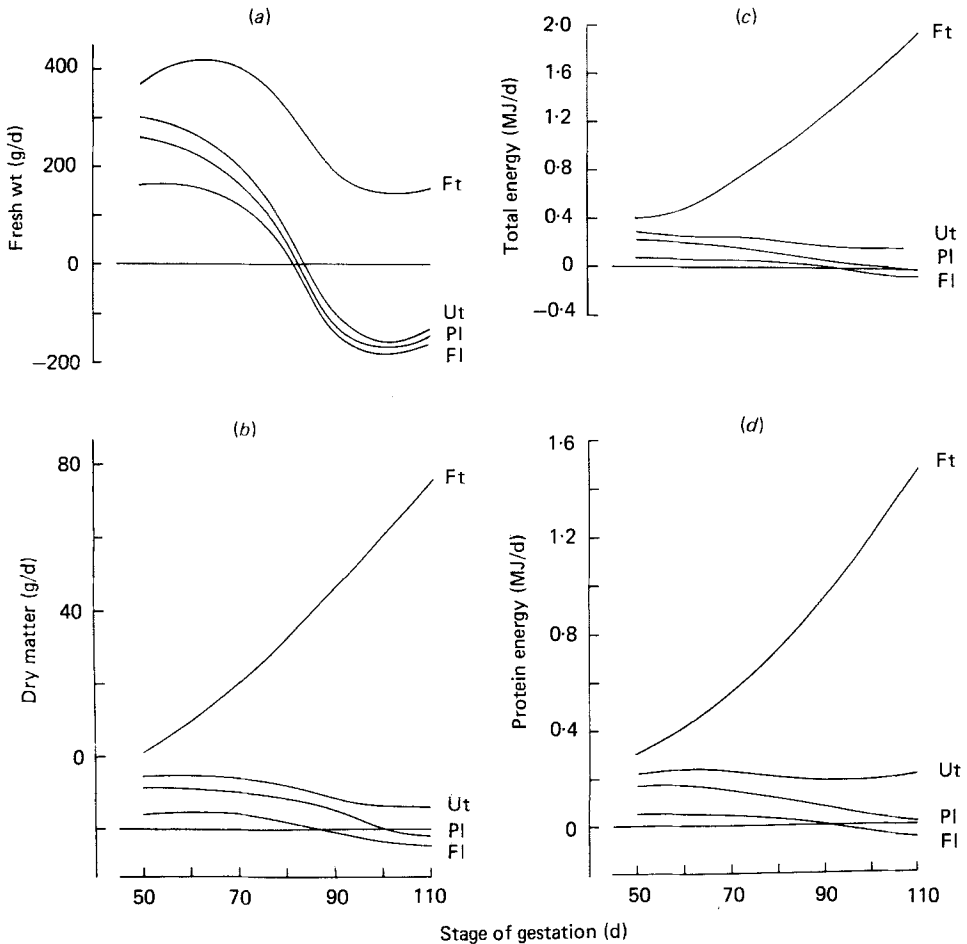 (a)
Fresh wt (g/d)
400
200
0
−200
Ft
Ut
Pl
Fl
(c)
Total energy (MJ/d)
2·0
1·6
1·2
0·8
0·4
0
−0·4
Ft
Ut
Pl
Fl
(b)
Dry matter (g/d)
80
40
0
Ft
Ut
Pl
Fl
50 70 90 110
(d)
Protein energy (MJ/d)
1·6
1·2
0·8
0·4
0
Ft
Ut
Pl
Fl
50 70 90 110
Stage of gestation (d)